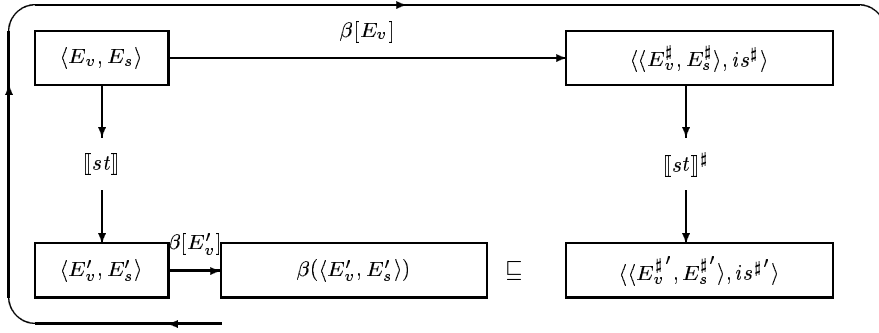 β[E_v]
⟨E_v, E_s⟩
⟨⟨E_v^♯, E_s^♯⟩, is^♯⟩
⟦st⟧
⟦st⟧^♯
β[E′_v]
⟨E′_v, E′_s⟩
β(⟨E′_v, E′_s⟩)
⊑
⟨⟨E_v^♯′, E_s^♯′⟩, is^♯′⟩